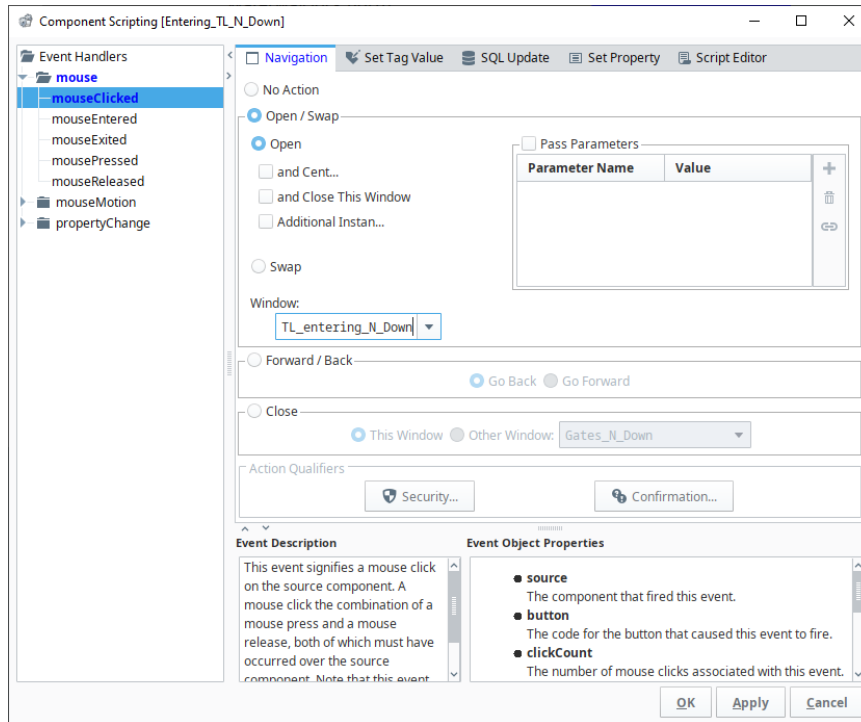 Component Scripting [Entering_TL_N_Down]
Event Handlers
mouse
mouseClicked
mouseEntered
mouseExited
mousePressed
mouseReleased
mouseMotion
propertyChange
Navigation
Set Tag Value
SQL Update
Set Property
Script Editor
No Action
Open / Swap
Open
and Cent...
and Close This Window
Additional Instan...
Swap
Window:
TL_entering_N_Down
Pass Parameters
Parameter Name Value
Forward / Back
Go Back Go Forward
Close
This Window Other Window: Gates_N_Down
Action Qualifiers
Security... Confirmation...
Event Description
This event signifies a mouse click
on the source component. A
mouse click the combination of a
mouse press and a mouse
release, both of which must have
occurred over the source
component. Note that this event
Event Object Properties
source
The component that fired this event.
button
The code for the button that caused this event to fire.
clickCount
The number of mouse clicks associated with this event.
OK Apply Cancel